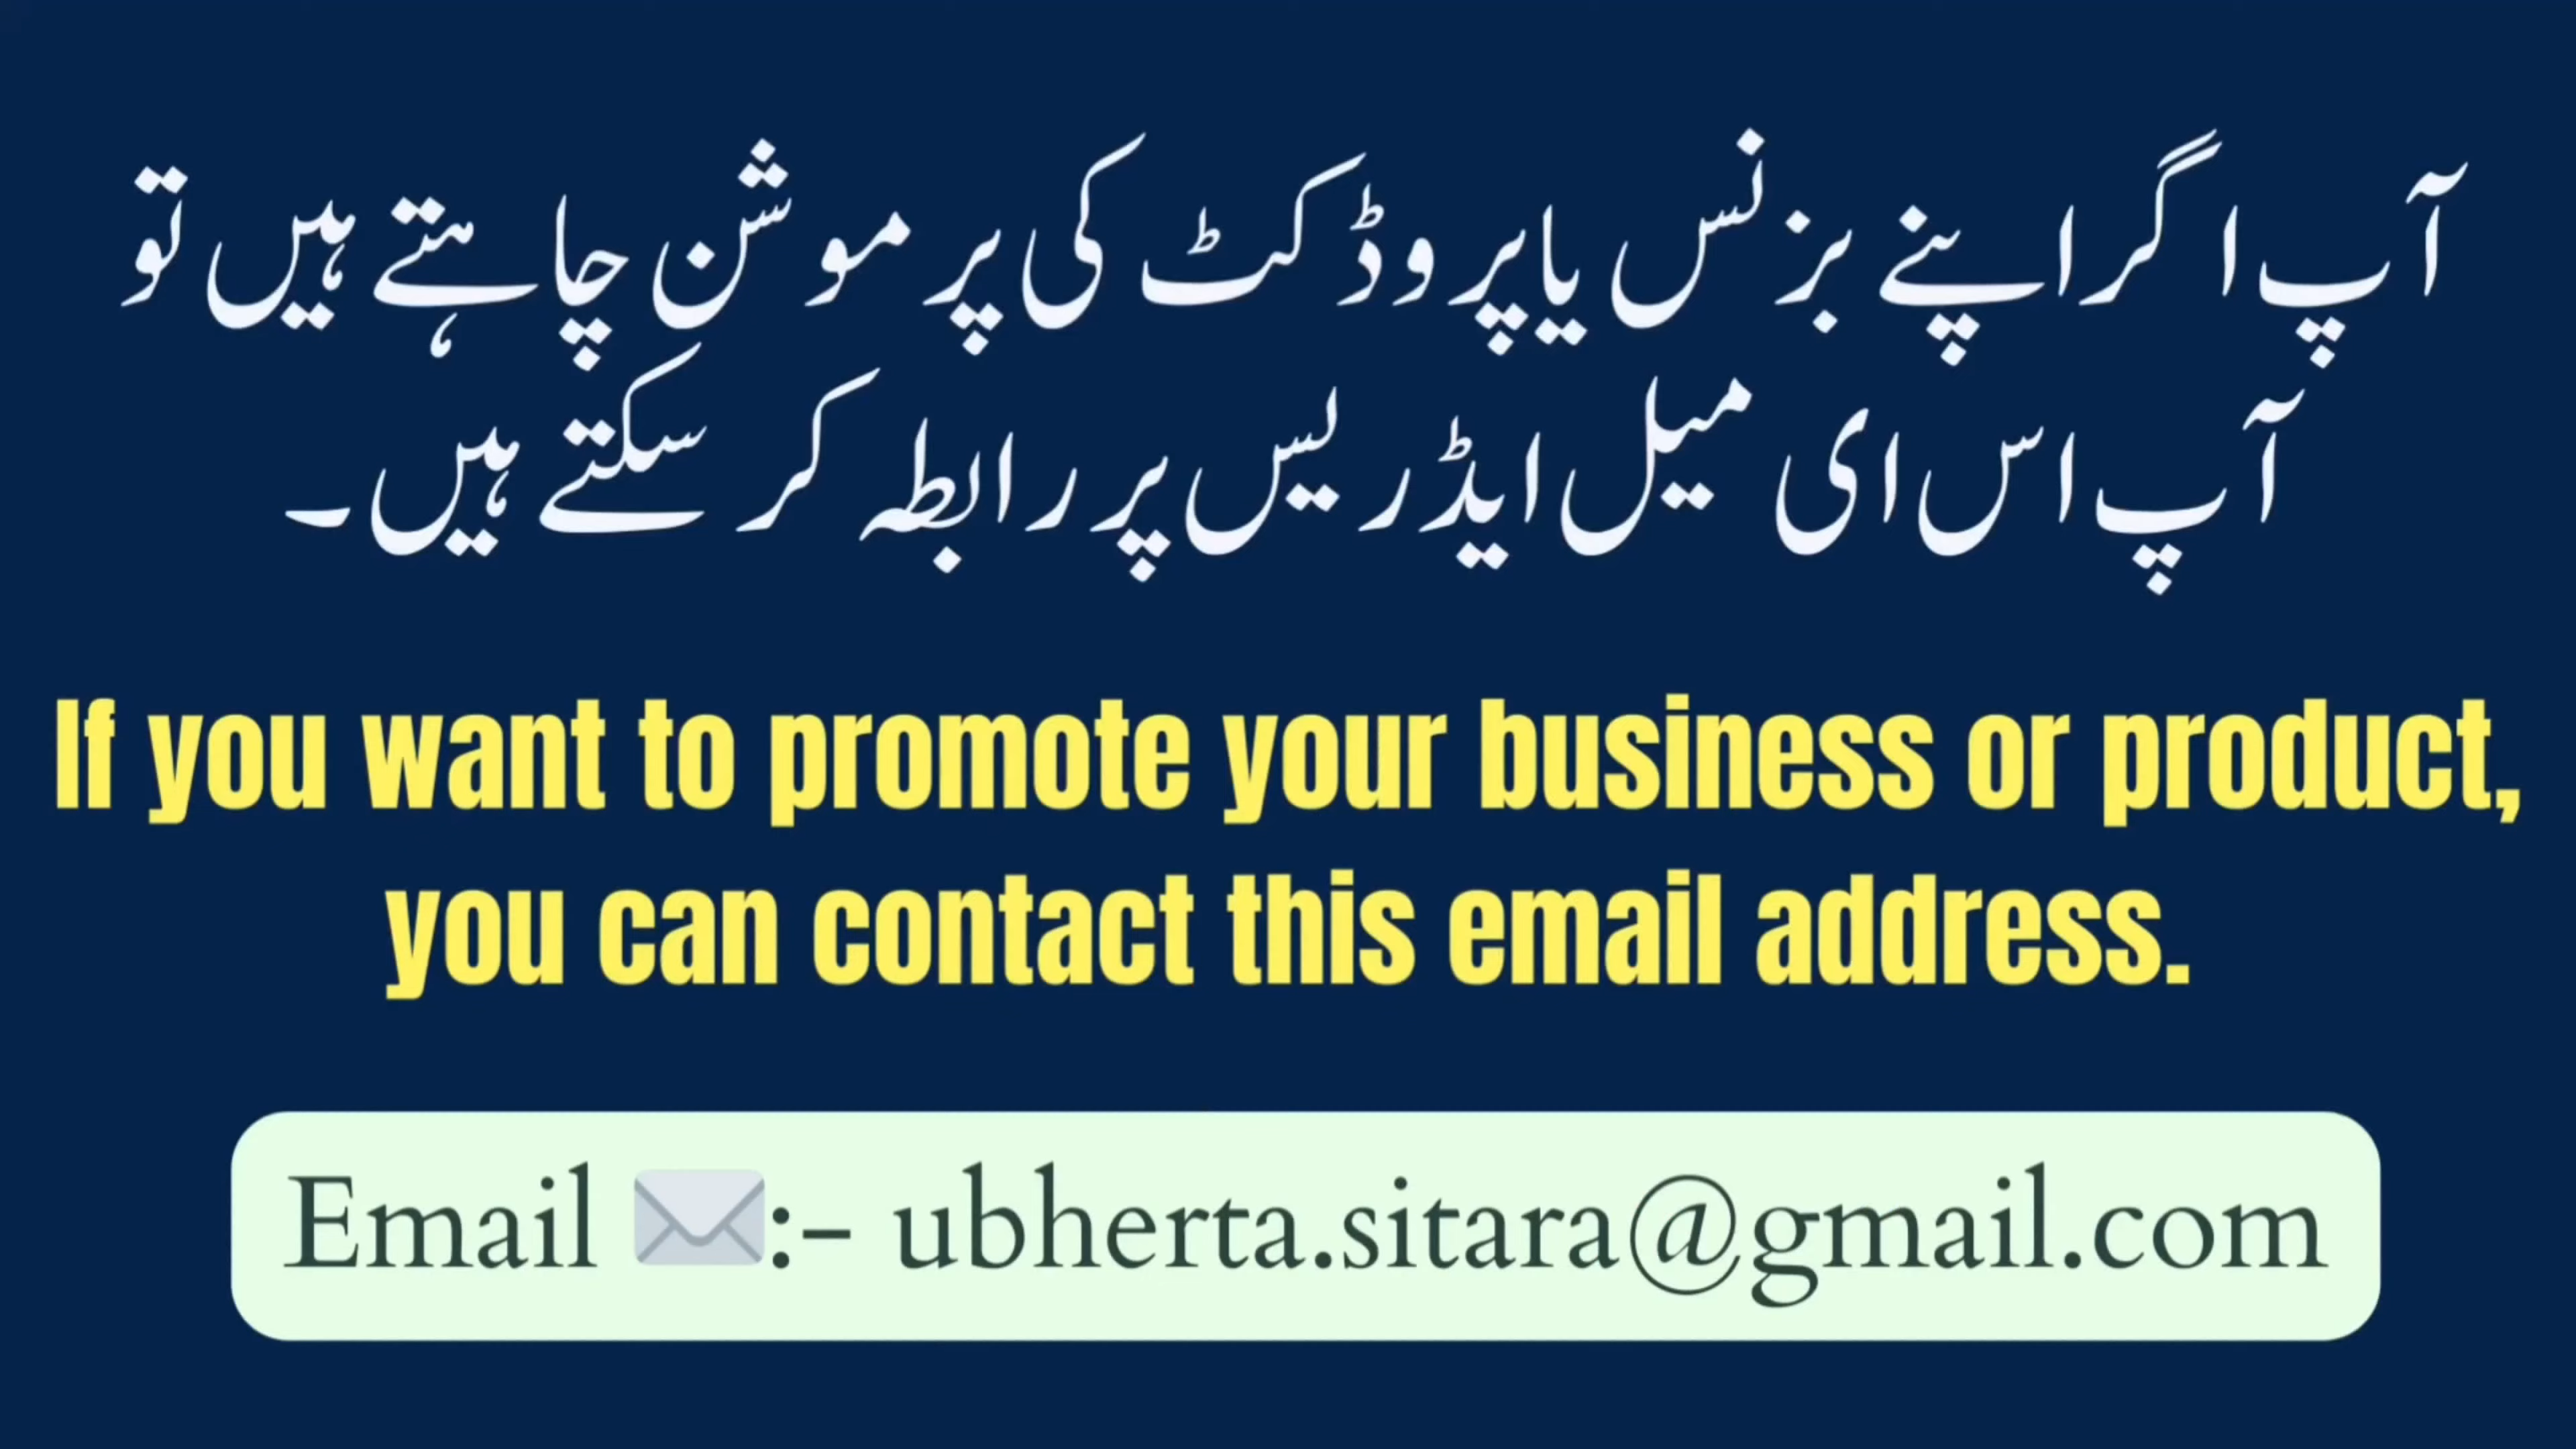 آپ اگر اپنے بزنس یا پروڈکٹ کی پرموشن چاہتے ہیں تو
آپ اس ای میل ایڈریس پر رابطہ کر سکتے ہیں۔
If you want to promote your business or product,
you can contact this email address.
Email ✉️:- ubherta.sitara@gmail.com